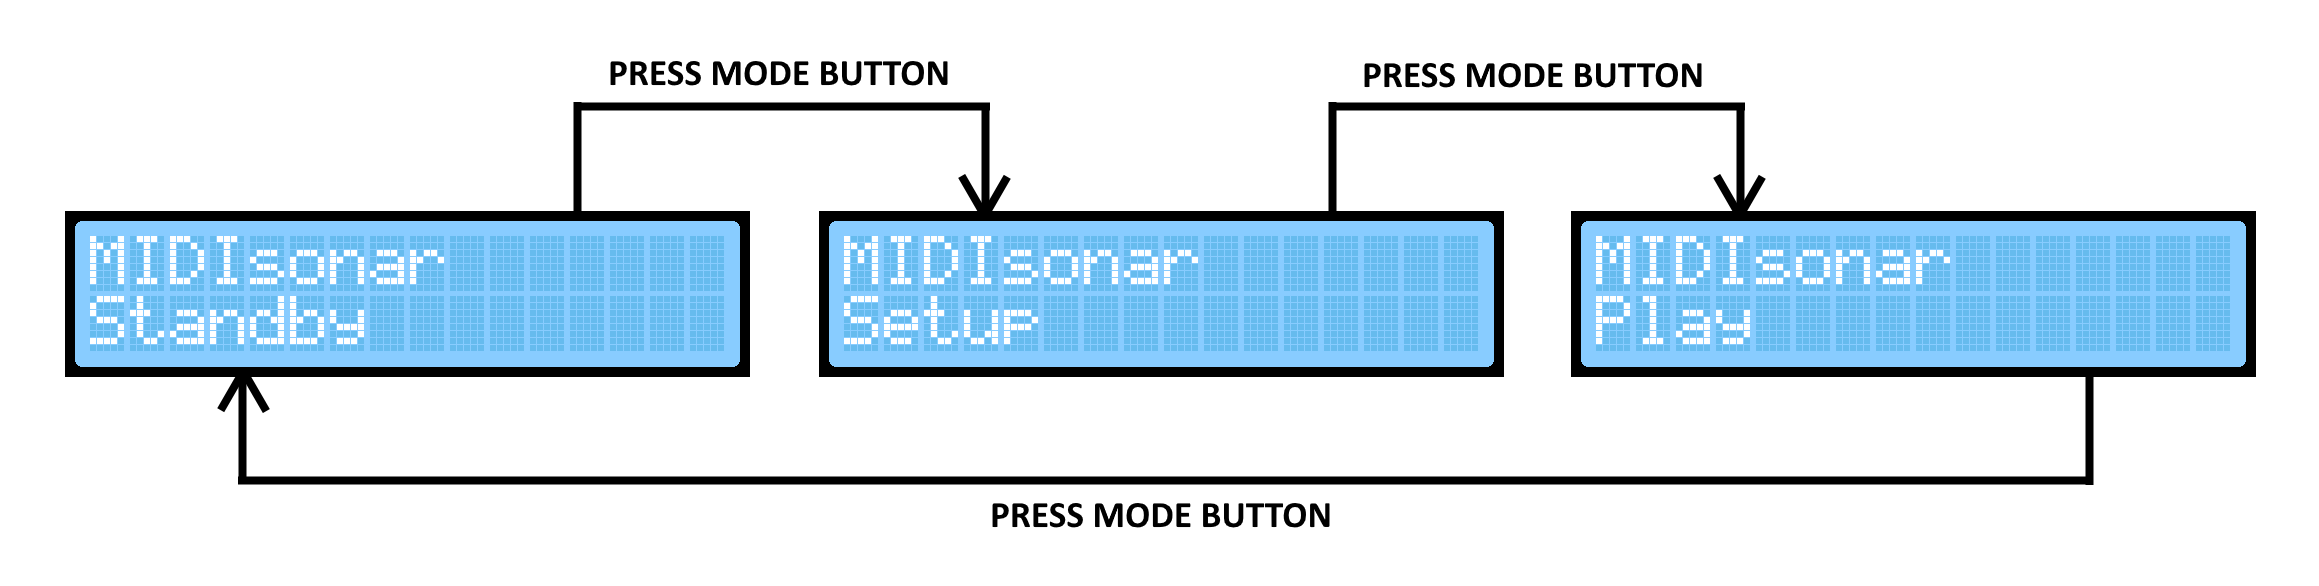 PRESS MODE BUTTON
PRESS MODE BUTTON
MIDIsonar
Standby
MIDIsonar
Setup
MIDIsonar
Play
PRESS MODE BUTTON